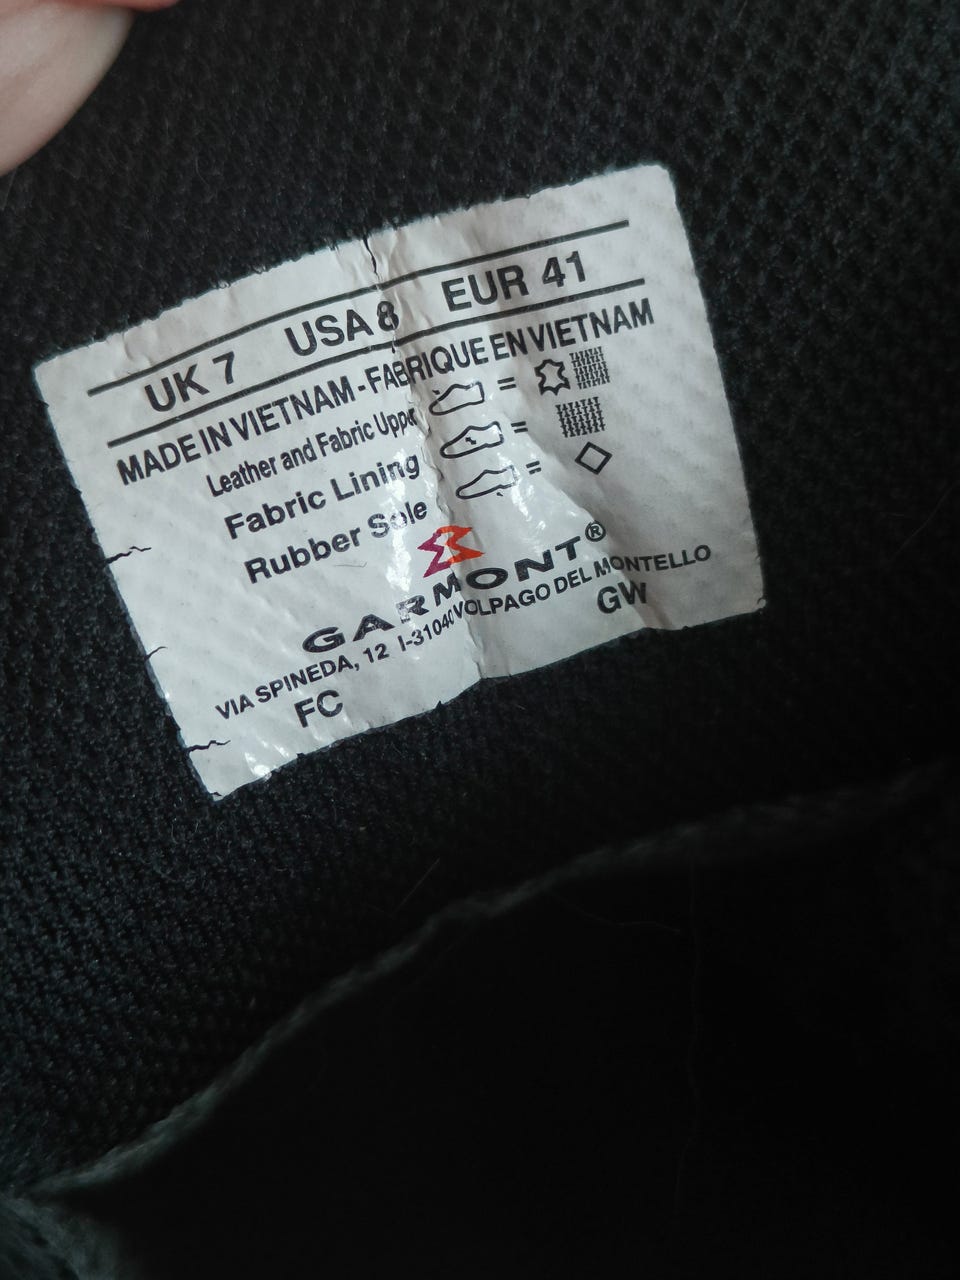 UK 7 USA 8 EUR 41
MADE IN VIETNAM - FABRIQUE EN VIETNAM
Leather and Fabric Upper =
Fabric Lining =
Rubber Sole =
GARMONT®
VIA SPINEDA, 12 I-31040 VOLPAGO DEL MONTELLO
FC GW